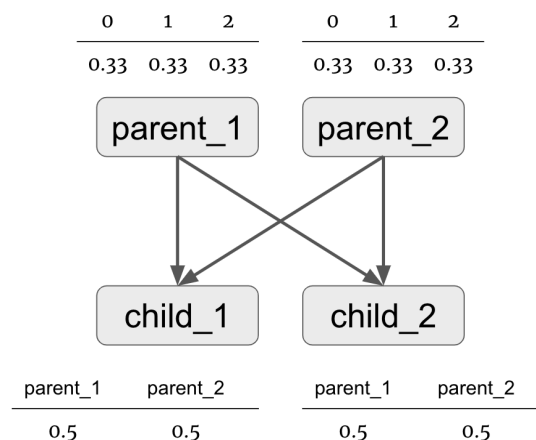 0 1 2 0 1 2
0.33 0.33 0.33 0.33 0.33 0.33
parent_1 parent_2
child_1 child_2
parent_1 parent_2 parent_1 parent_2
0.5 0.5 0.5 0.5